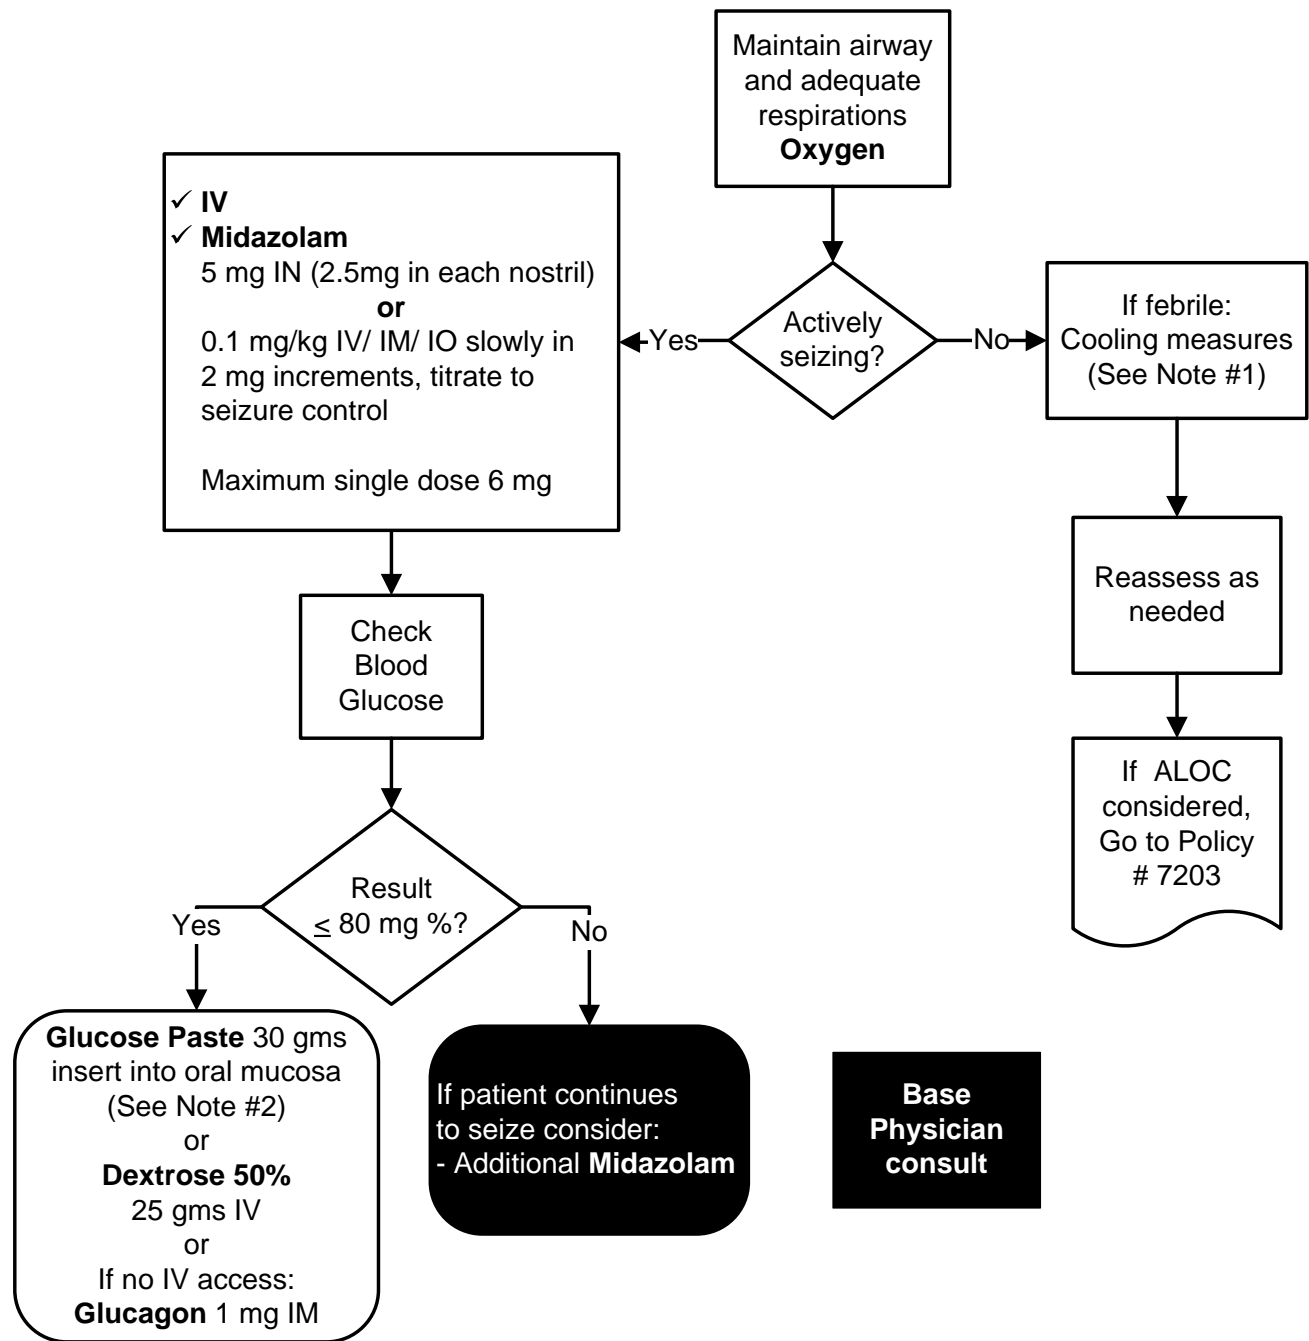 Maintain airway
and adequate
respirations
Oxygen
✓ IV
✓ Midazolam
5 mg IN (2.5mg in each nostril)
or
0.1 mg/kg IV/ IM/ IO slowly in
2 mg increments, titrate to
seizure control
Maximum single dose 6 mg
Yes
Actively
seizing?
No
If febrile:
Cooling measures
(See Note #1)
Reassess as
needed
If ALOC
considered,
Go to Policy
# 7203
Check
Blood
Glucose
Result
≤ 80 mg %?
Yes
No
Glucose Paste 30 gms
insert into oral mucosa
(See Note #2)
or
Dextrose 50%
25 gms IV
or
If no IV access:
Glucagon 1 mg IM
If patient continues
to seize consider:
- Additional Midazolam
Base
Physician
consult